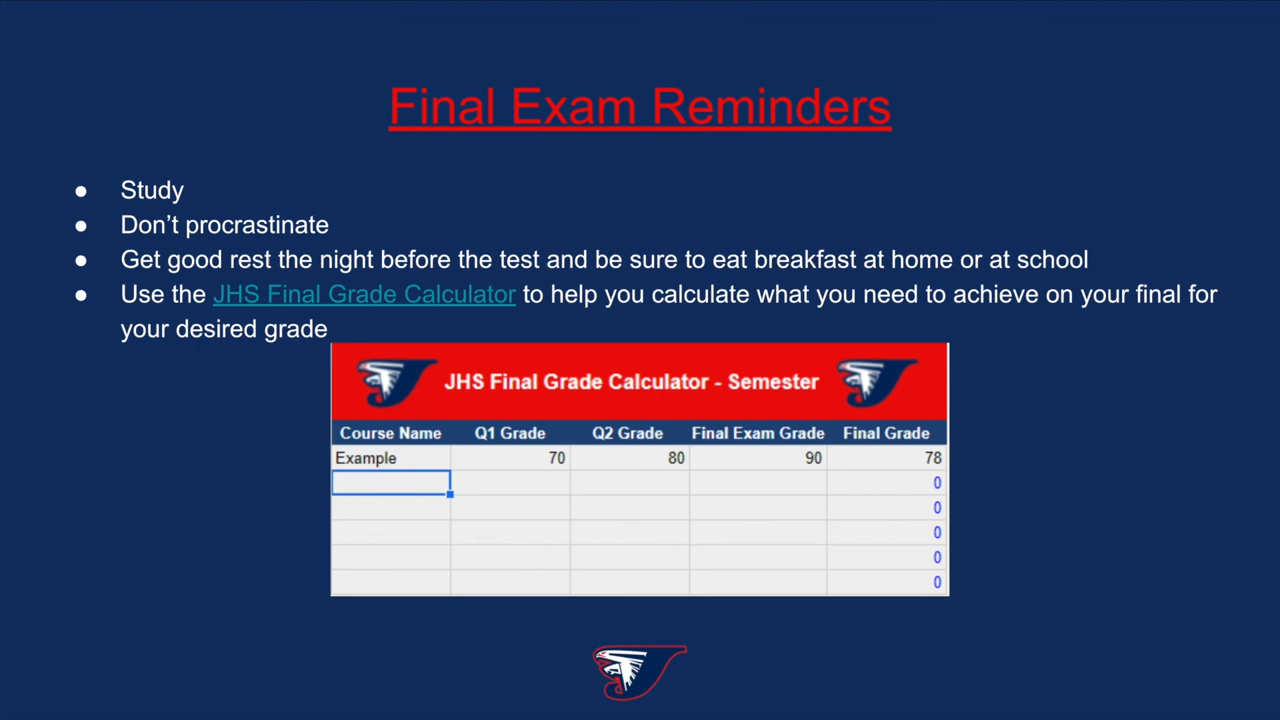 Final Exam Reminders
● Study
● Don’t procrastinate
● Get good rest the night before the test and be sure to eat breakfast at home or at school
● Use the JHS Final Grade Calculator to help you calculate what you need to achieve on your final for
your desired grade
JHS Final Grade Calculator - Semester
Course Name Q1 Grade Q2 Grade Final Exam Grade Final Grade
Example 70 80 90 78
0
0
0
0
0